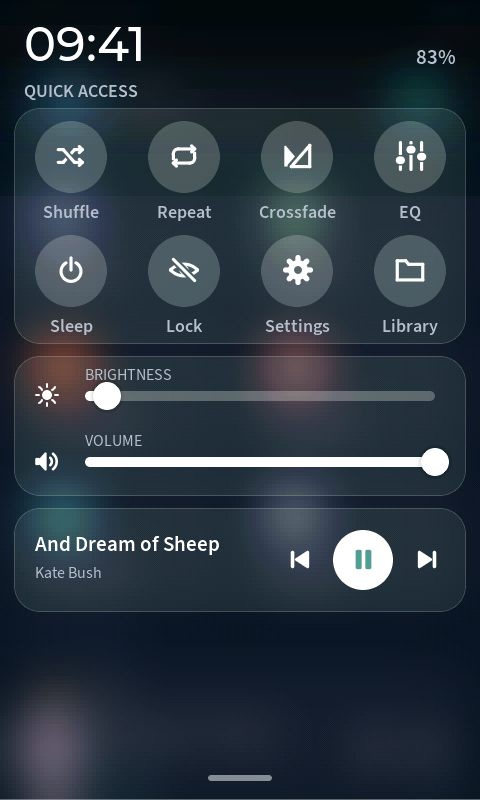 09:41
83%
QUICK ACCESS
Shuffle Repeat Crossfade EQ
Sleep Lock Settings Library
BRIGHTNESS
VOLUME
And Dream of Sheep
Kate Bush